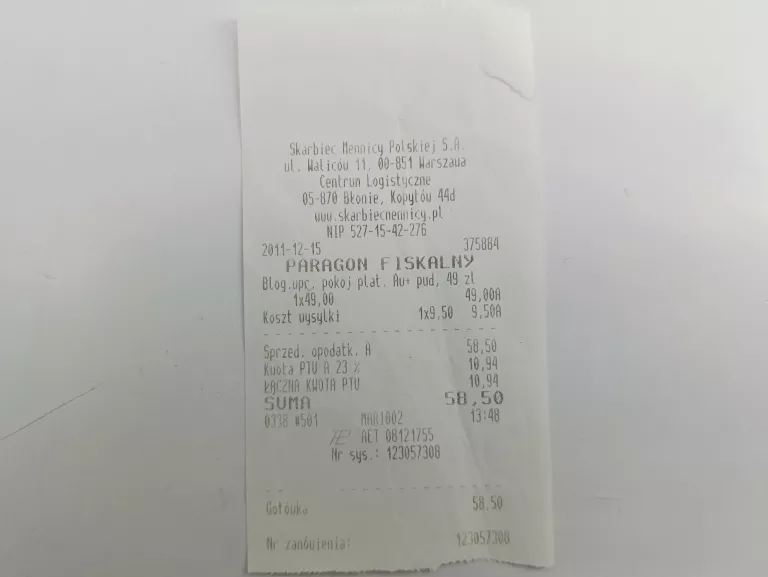 Skarbiec Mennicy Polskiej S.A.
ul. Waliców 11, 00-851 Warszawa
Centrum Logistyczne
05-870 Błonie, Kopytów 44d
www.skarbiecmennicy.pl
NIP 527-15-42-276
2011-12-15 375884
PARAGON FISKALNY
Blog.upc. pokoj plat. Au+ pud, 49 zl
1x49,00 49,00A
Koszt wysylki 1x9,50 9,50A
Sprzed. opodatk. A 58,50
Kwota PTU A 23 % 10,94
ŁĄCZNA KWOTA PTU 10,94
SUMA 58,50
0338 #501 MARIO02 13:48
AET 08121755
Nr sys.: 123057308
Gotówka 58,50
Nr zamówienia: 123057308